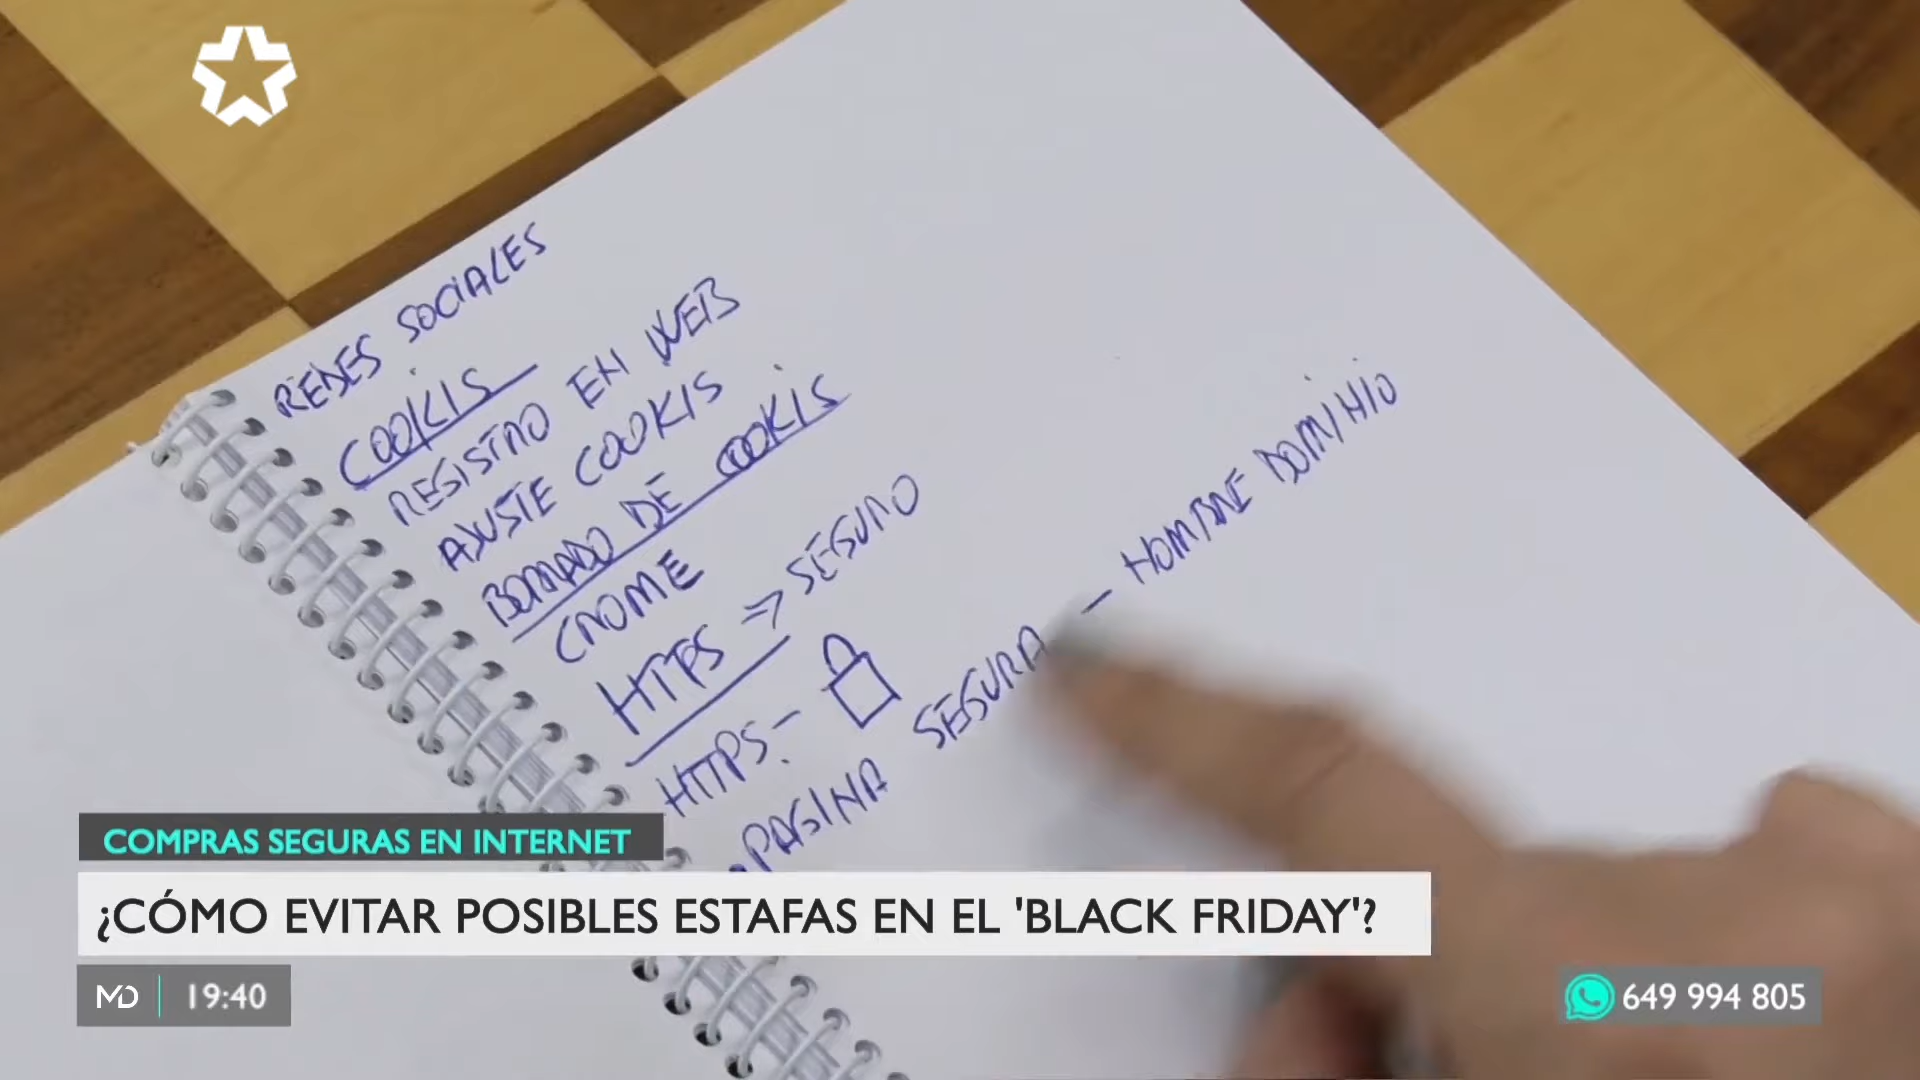 REDES SOCIALES
COOKIS
REGISTRO EN WEB
AJUSTE COOKIS
BORRADO DE COOKIS
CROME
HTTPS => SEGURO
HTTPS-
PAGINA SEGURA - NOMBRE DOMINIO
COMPRAS SEGURAS EN INTERNET
¿CÓMO EVITAR POSIBLES ESTAFAS EN EL 'BLACK FRIDAY'?
MD 19:40
649 994 805